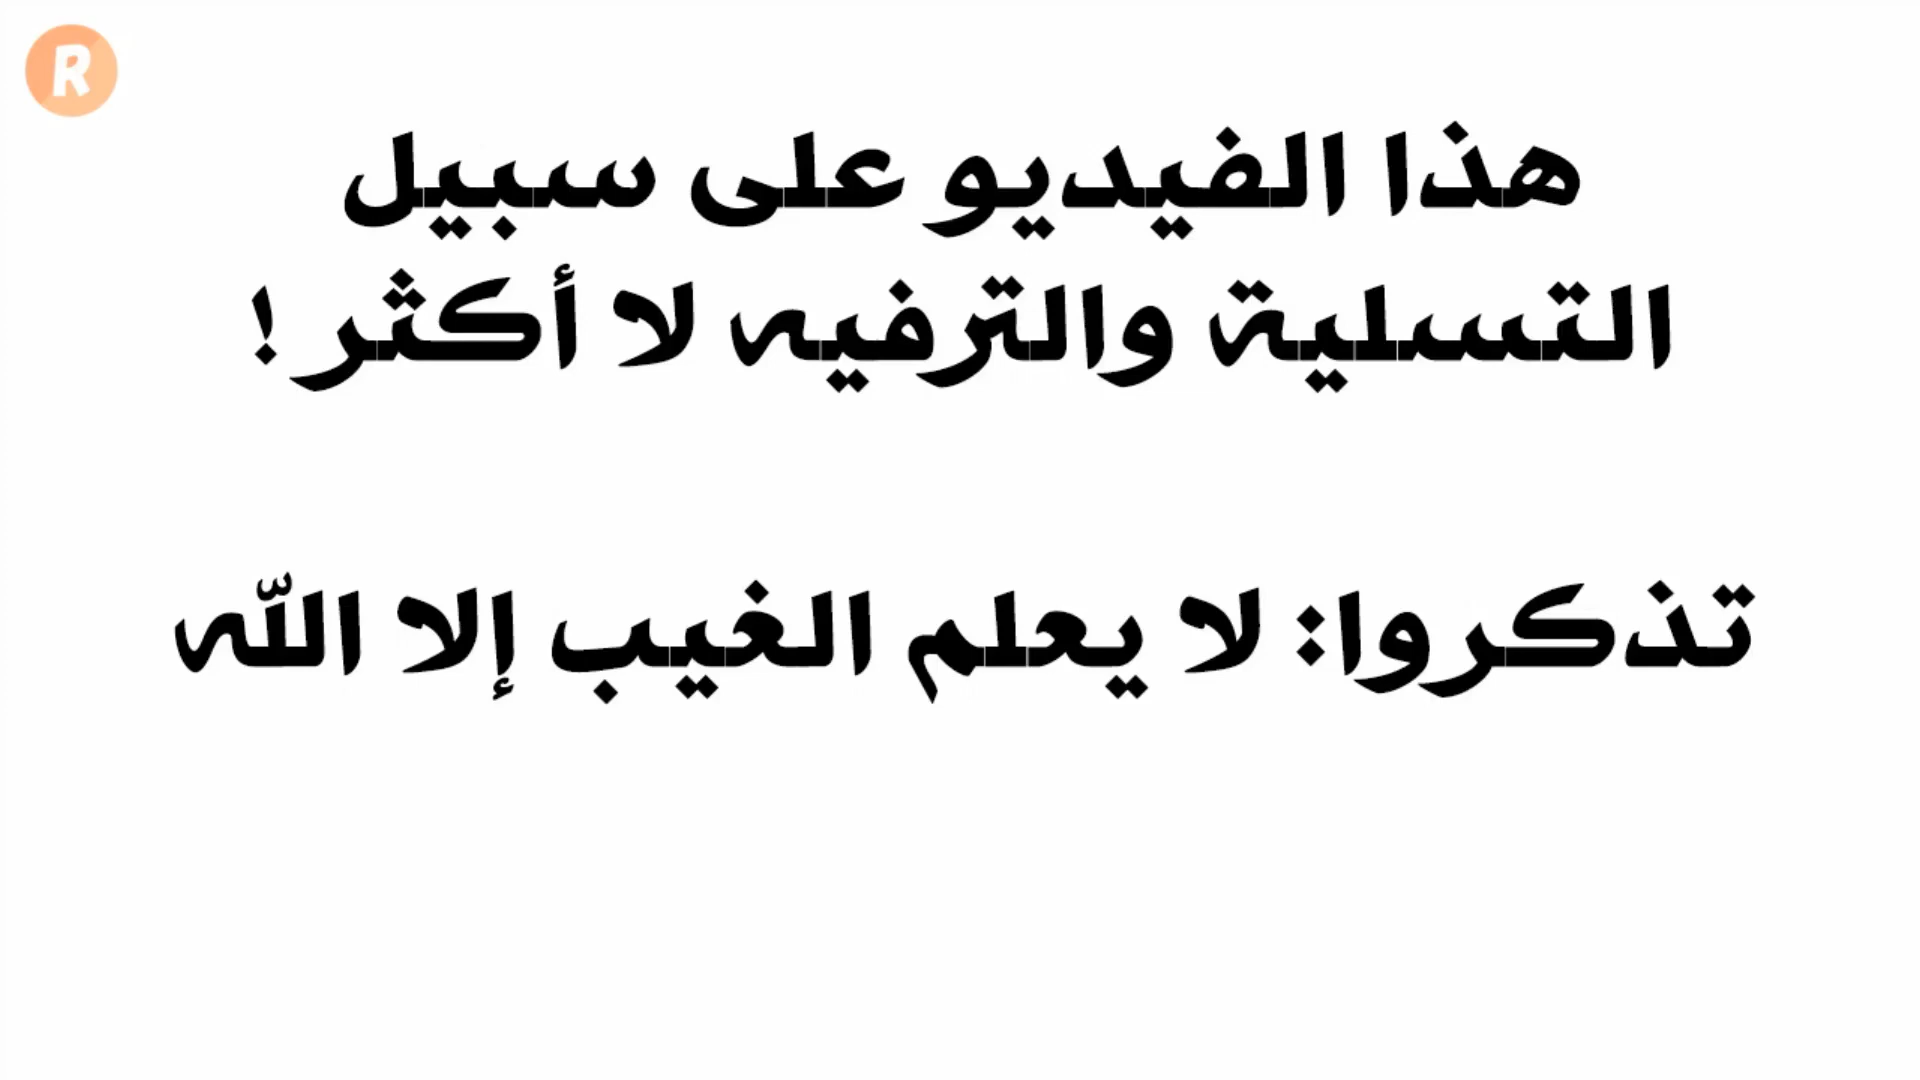 R
هذا الفيديو على سبيل
التسلية والترفيه لا أكثر !
تذكروا: لا يعلم الغيب إلا الله